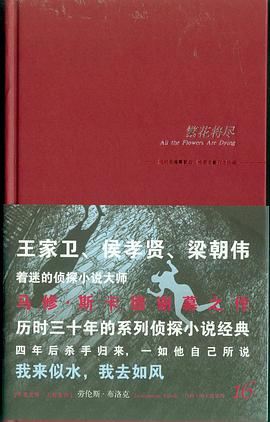 繁花将尽
All the Flowers Are Dying
王家卫、侯孝贤、梁朝伟
着迷的侦探小说大师
马修·斯卡德谢幕之作
历时三十年的系列侦探小说经典
四年后杀手归来，一如他自己所说
我来似水，我去如风
劳伦斯·布洛克
16